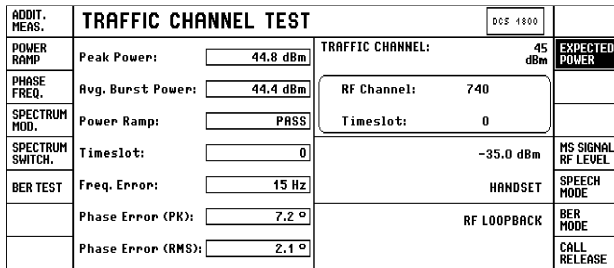 ADDIT.
MEAS.
TRAFFIC CHANNEL TEST
DCS 1800
POWER
RAMP
Peak Power: 44.8 dBm
TRAFFIC CHANNEL: 45
dBm
EXPECTED
POWER
PHASE
FREQ.
Avg. Burst Power: 44.4 dBm
RF Channel: 740
SPECTRUM
MOD.
Power Ramp: PASS
Timeslot: 0
SPECTRUM
SWITCH.
Timeslot: 0
-35.0 dBm
MS SIGNAL
RF LEVEL
BER TEST
Freq. Error: 15 Hz
HANDSET
SPEECH
MODE
Phase Error (PK): 7.2 º
RF LOOPBACK
BER
MODE
Phase Error (RMS): 2.1 º
CALL
RELEASE